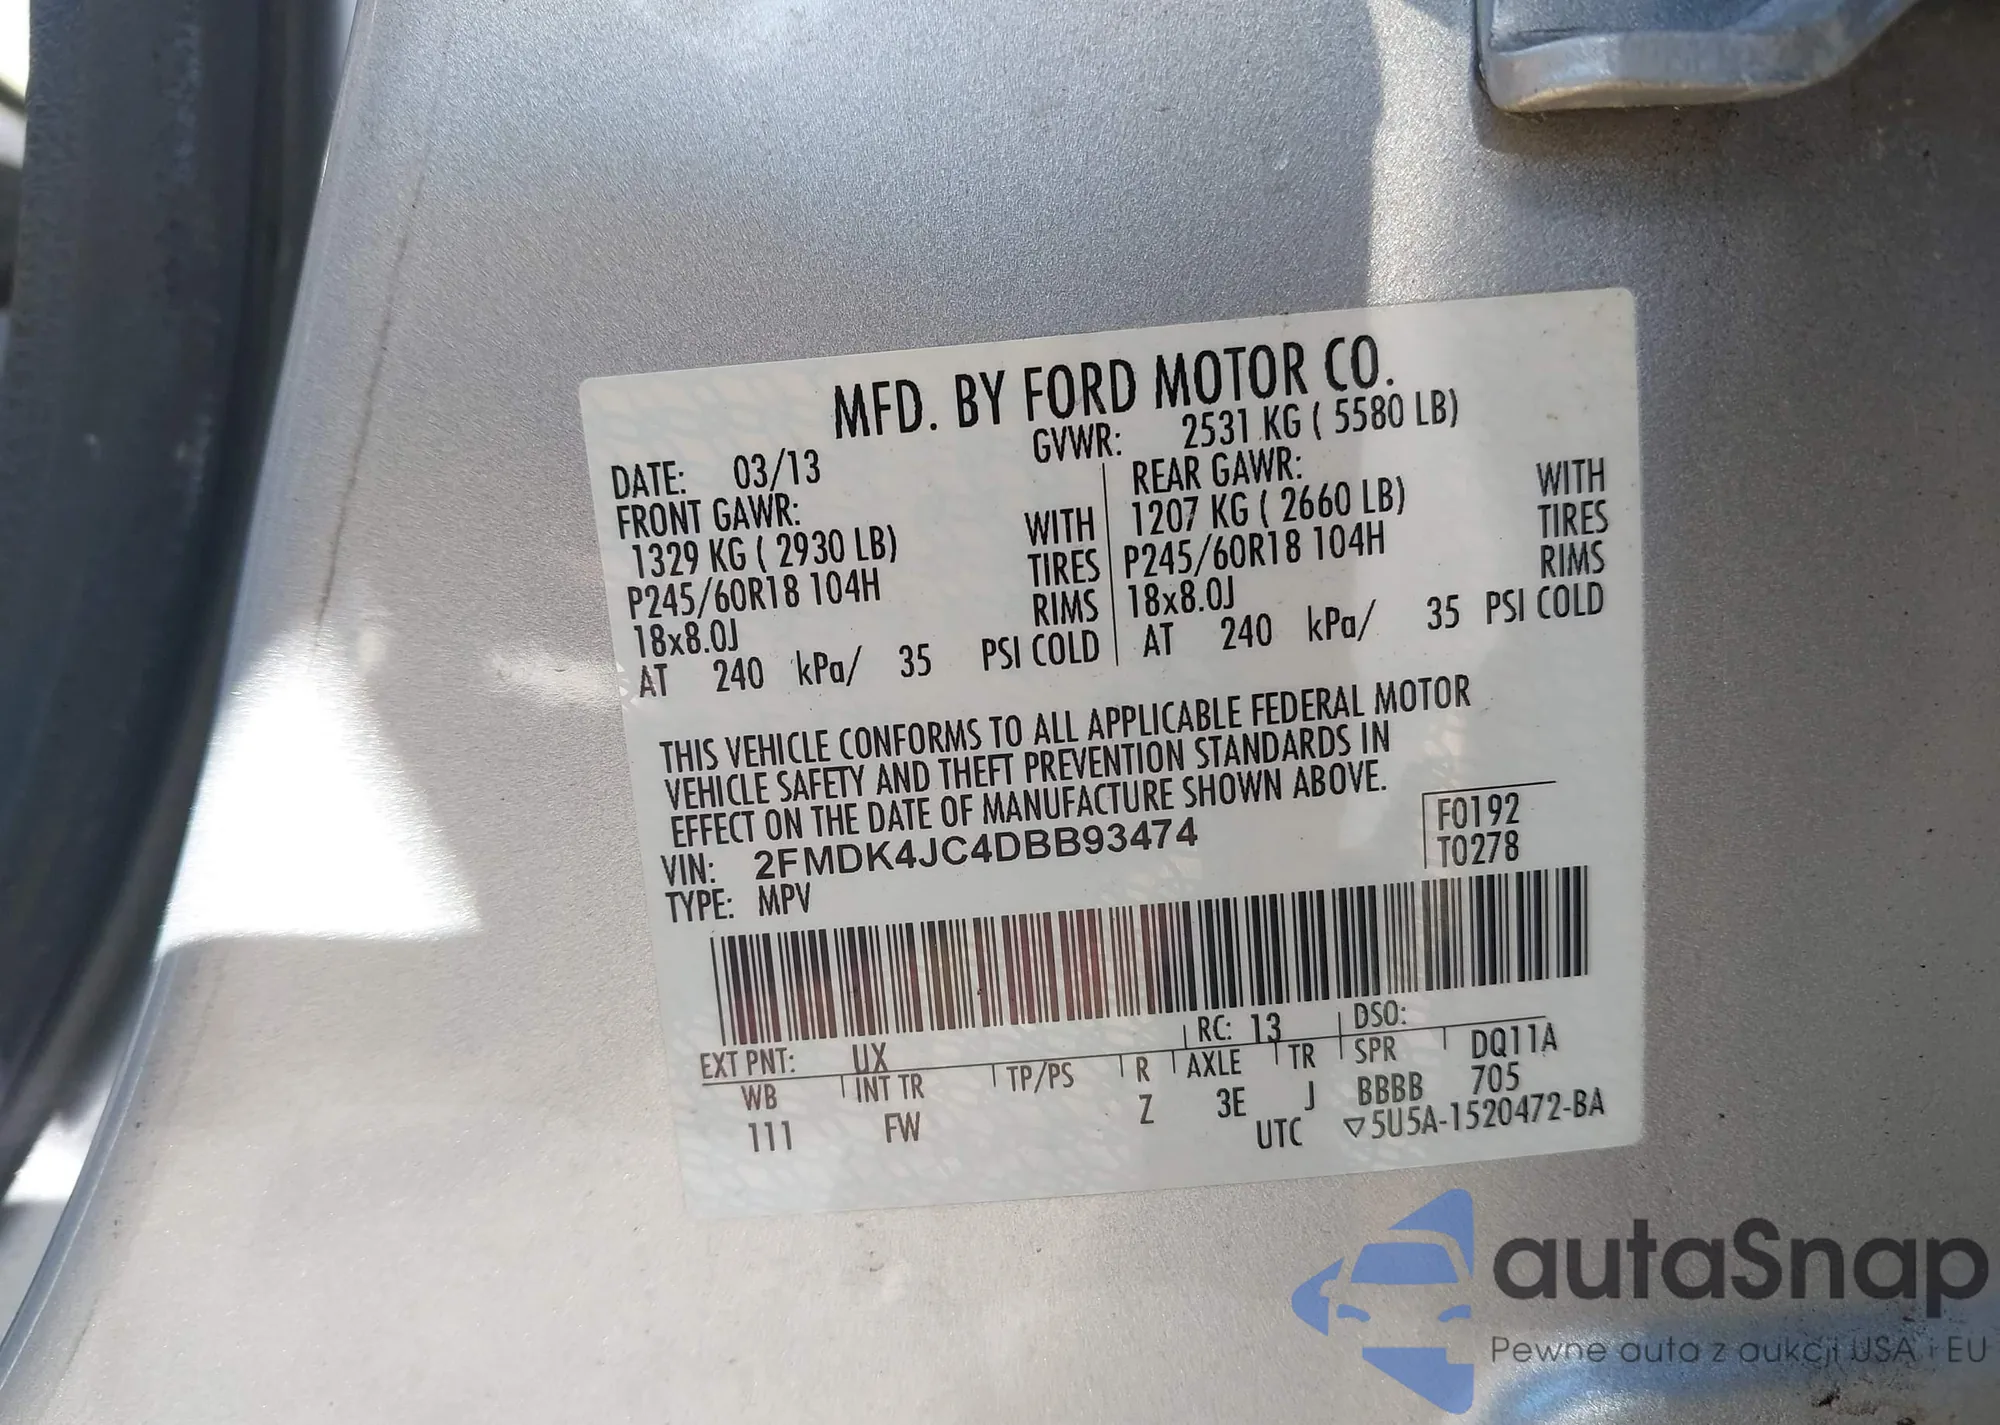 MFD. BY FORD MOTOR CO.
DATE: 03/13 GVWR: 2531 KG ( 5580 LB)
FRONT GAWR: REAR GAWR:
1329 KG ( 2930 LB) WITH 1207 KG ( 2660 LB) WITH
P245/60R18 104H TIRES P245/60R18 104H TIRES
18x8.0J RIMS 18x8.0J RIMS
AT 240 kPa/ 35 PSI COLD AT 240 kPa/ 35 PSI COLD
THIS VEHICLE CONFORMS TO ALL APPLICABLE FEDERAL MOTOR
VEHICLE SAFETY AND THEFT PREVENTION STANDARDS IN
EFFECT ON THE DATE OF MANUFACTURE SHOWN ABOVE.
VIN: 2FMDK4JC4DBB93474 F0192
TYPE: MPV T0278
EXT PNT: UX RC: 13 DSO:
WB INT TR TP/PS R AXLE TR SPR DQ11A
111 FW Z 3E J BBBB 705
UTC ▽5U5A-1520472-BA
autaSnap
Pewne auta z aukcji USA i EU